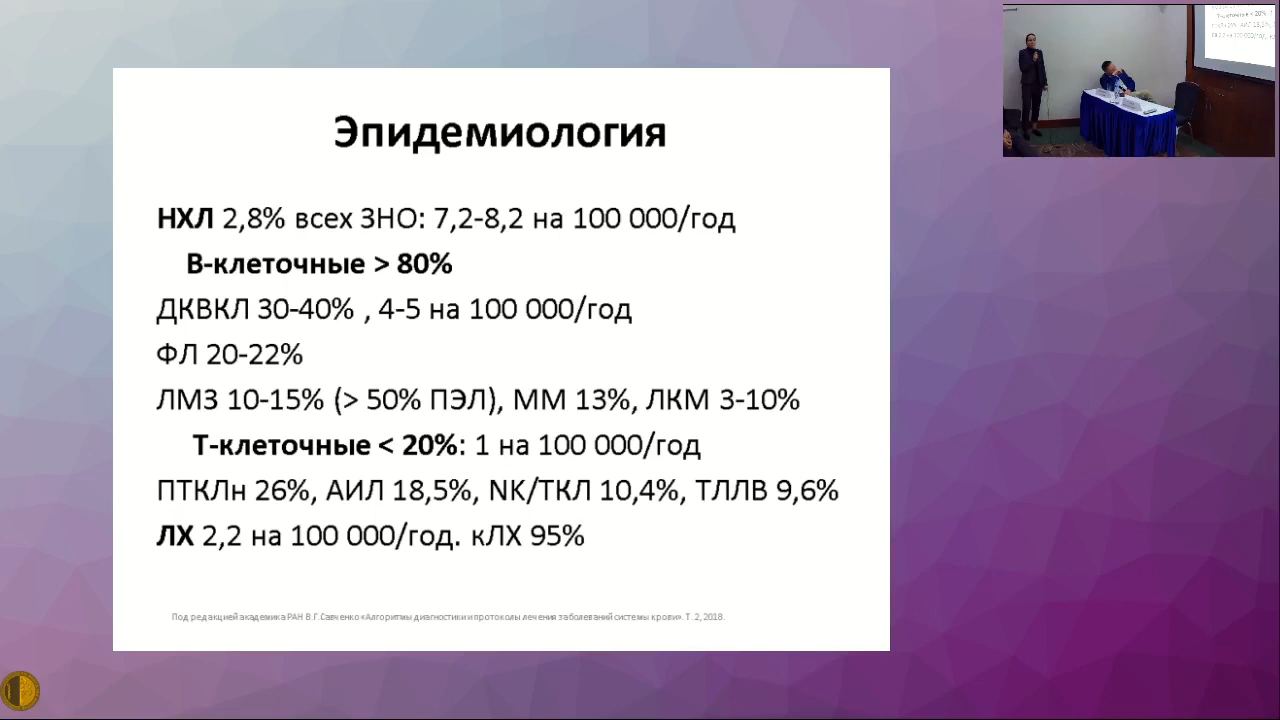 Эпидемиология
НХЛ 2,8% всех ЗНО: 7,2-8,2 на 100 000/год
В-клеточные > 80%
ДКВКЛ 30-40% , 4-5 на 100 000/год
ФЛ 20-22%
ЛМЗ 10-15% (> 50% ПЭЛ), ММ 13%, ЛКМ 3-10%
Т-клеточные < 20%: 1 на 100 000/год
ПТКЛн 26%, АИЛ 18,5%, NK/ТКЛ 10,4%, ТЛЛВ 9,6%
ЛХ 2,2 на 100 000/год. кЛХ 95%
Под редакцией академика РАН В.Г.Савченко «Алгоритмы диагностики и протоколы лечения заболеваний системы крови». Т. 2, 2018.